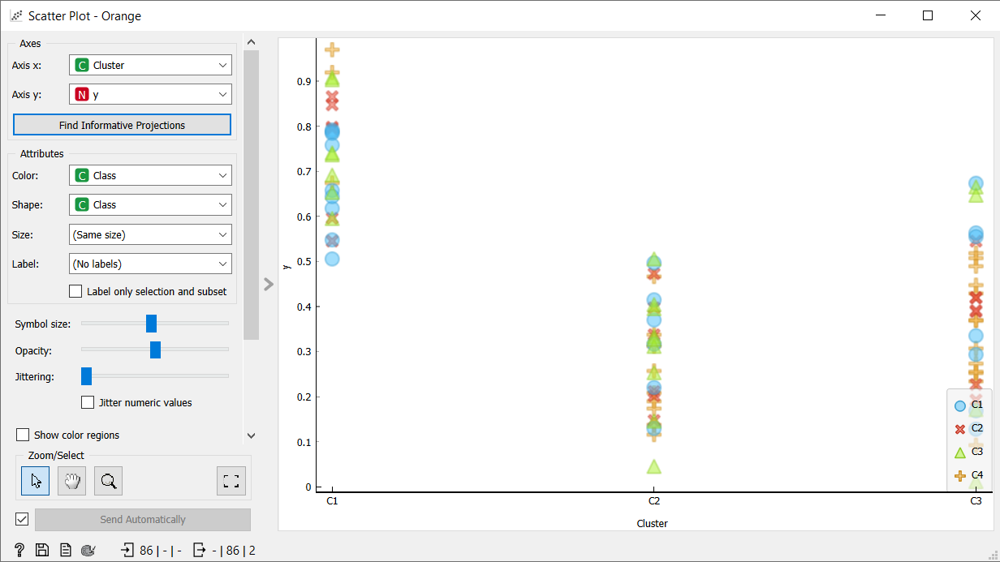 Scatter Plot - Orange
Axes
Axis x: C Cluster
Axis y: N y
Find Informative Projections
Attributes
Color: C Class
Shape: C Class
Size: (Same size)
Label: (No labels)
Label only selection and subset
Symbol size:
Opacity:
Jittering:
Jitter numeric values
Show color regions
Zoom/Select
Send Automatically
? 86 | - | - - | 86 | 2
y
0.9
0.8
0.7
0.6
0.5
0.4
0.3
0.2
0.1
0
C1 C2 C3
Cluster
C1
C2
C3
C4